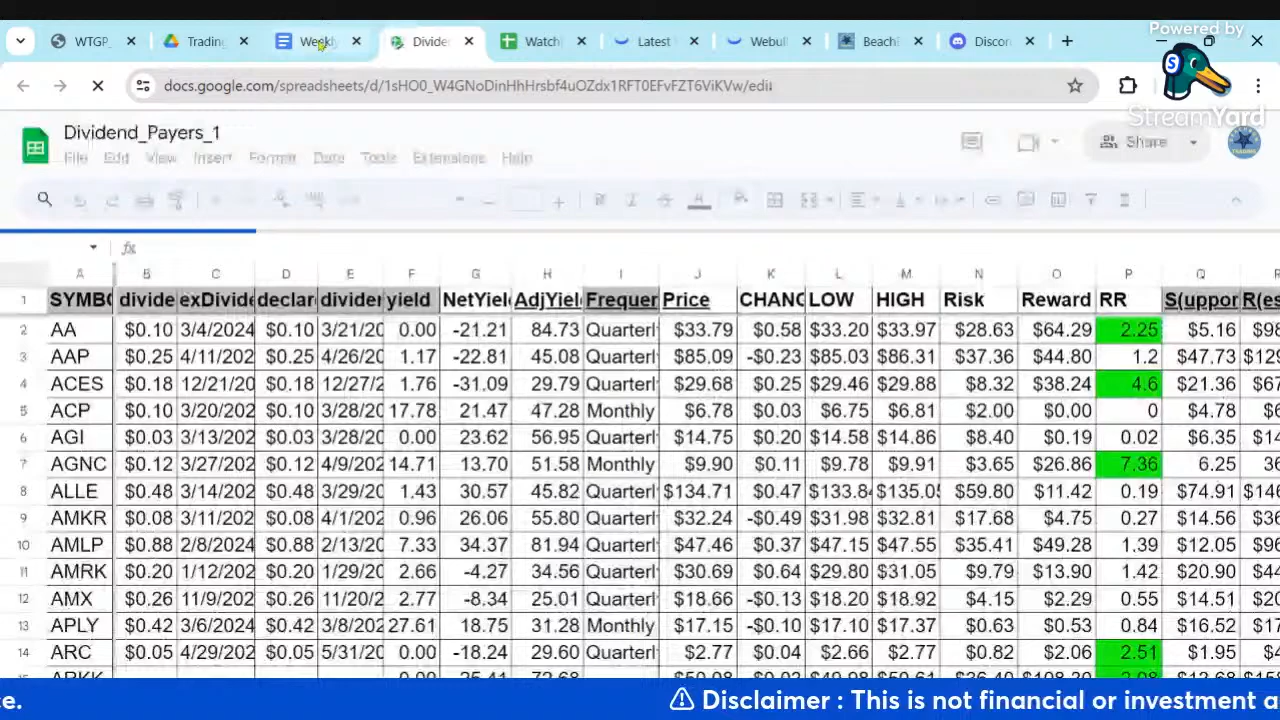 Powered by
WTGP_
Trading
Weekly
Divider
Watch
Latest
Webull
Beach
Discon
docs.google.com/spreadsheets/d/1sHO0_W4GNoDinHhHrsbf4uOZdx1RFT0EFvFZT6ViKVw/edi
StreamYard
Dividend_Payers_1
File Edit View Insert Format Data Tools Extensions Help
Share
fx
A B C D E F G H I J K L M N O P Q R
1 SYMBO divide exDivide declar divider yield NetYiel AdjYiel Frequer Price CHANG LOW HIGH Risk Reward RR S(uppor R(es
2 AA $0.10 3/4/2024 $0.10 3/21/20 0.00 -21.21 84.73 Quarterl $33.79 $0.58 $33.20 $33.97 $28.63 $64.29 2.25 $5.16 $98
3 AAP $0.25 4/11/202 $0.25 4/26/20 1.17 -22.81 45.08 Quarterl $85.09 -$0.23 $85.03 $86.31 $37.36 $44.80 1.2 $47.73 $129
4 ACES $0.18 12/21/20 $0.18 12/27/2 1.76 -31.09 29.79 Quarterl $29.68 $0.25 $29.46 $29.88 $8.32 $38.24 4.6 $21.36 $67
5 ACP $0.10 3/20/202 $0.10 3/28/20 17.78 21.47 47.28 Monthly $6.78 $0.03 $6.75 $6.81 $2.00 $0.00 0 $4.78 $6
6 AGI $0.03 3/13/202 $0.03 3/28/20 0.00 23.62 56.95 Quarterl $14.75 $0.20 $14.58 $14.86 $8.40 $0.19 0.02 $6.35 $14
7 AGNC $0.12 3/27/202 $0.12 4/9/202 14.71 13.70 51.58 Monthly $9.90 $0.11 $9.78 $9.91 $3.65 $26.86 7.36 6.25 36
8 ALLE $0.48 3/14/202 $0.48 3/29/20 1.43 30.57 45.82 Quarterl $134.71 $0.47 $133.84 $135.05 $59.80 $11.42 0.19 $74.91 $146
9 AMKR $0.08 3/11/202 $0.08 4/1/202 0.96 26.06 55.80 Quarterl $32.24 -$0.49 $31.98 $32.81 $17.68 $4.75 0.27 $14.56 $36
10 AMLP $0.88 2/8/2024 $0.88 2/13/20 7.33 34.37 81.94 Quarterl $47.46 $0.37 $47.15 $47.55 $35.41 $49.28 1.39 $12.05 $96
11 AMRK $0.20 1/12/202 $0.20 1/29/20 2.66 -4.27 34.56 Quarterl $30.69 $0.64 $29.80 $31.05 $9.79 $13.90 1.42 $20.90 $44
12 AMX $0.26 11/9/202 $0.26 11/20/2 2.77 -8.34 25.01 Quarterl $18.66 -$0.13 $18.20 $18.92 $4.15 $2.29 0.55 $14.51 $20
13 APLY $0.42 3/6/2024 $0.42 3/8/202 27.61 18.75 31.28 Monthly $17.15 -$0.10 $17.10 $17.37 $0.63 $0.53 0.84 $16.52 $17
14 ARC $0.05 4/29/202 $0.05 5/31/20 0.00 -18.24 29.60 Quarterl $2.77 $0.04 $2.66 $2.77 $0.82 $2.06 2.51 $1.95 $4
ce. Disclaimer : This is not financial or investment a